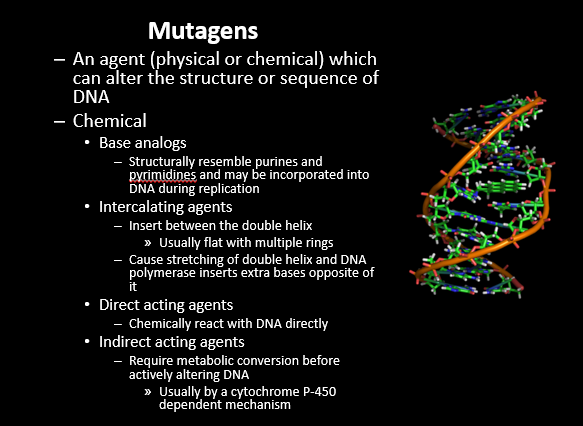 Mutagens
– An agent (physical or chemical) which
can alter the structure or sequence of
DNA
– Chemical
• Base analogs
– Structurally resemble purines and
pyrimidines and may be incorporated into
DNA during replication
• Intercalating agents
– Insert between the double helix
» Usually flat with multiple rings
– Cause stretching of double helix and DNA
polymerase inserts extra bases opposite of
it
• Direct acting agents
– Chemically react with DNA directly
• Indirect acting agents
– Require metabolic conversion before
actively altering DNA
» Usually by a cytochrome P-450
dependent mechanism